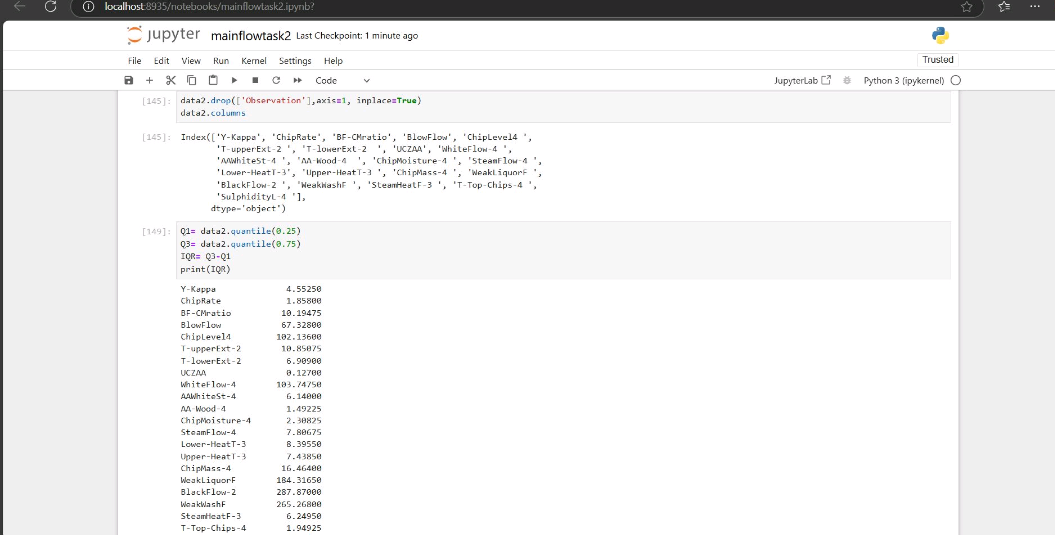 localhost:8935/notebooks/mainflowtask2.ipynb?
jupyter mainflowtask2 Last Checkpoint: 1 minute ago
File Edit View Run Kernel Settings Help Trusted
Code JupyterLab Python 3 (ipykernel)
[145]: data2.drop(['Observation'],axis=1, inplace=True)
data2.columns
[145]: Index(['Y-Kappa', 'ChipRate', 'BF-CMratio', 'BlowFlow', 'ChipLevel4 ',
'T-upperExt-2 ', 'T-lowerExt-2  ', 'UCZAA', 'WhiteFlow-4 ',
'AAWhiteSt-4 ', 'AA-Wood-4  ', 'ChipMoisture-4 ', 'SteamFlow-4 ',
'Lower-HeatT-3', 'Upper-HeatT-3 ', 'ChipMass-4 ', 'WeakLiquorF ',
'BlackFlow-2 ', 'WeakWashF ', 'SteamHeatF-3 ', 'T-Top-Chips-4 ',
'SulphidityL-4 '],
dtype='object')
[149]: Q1= data2.quantile(0.25)
Q3= data2.quantile(0.75)
IQR= Q3-Q1
print(IQR)
Y-Kappa 4.55250
ChipRate 1.85800
BF-CMratio 10.19475
BlowFlow 67.32800
ChipLevel4 102.13600
T-upperExt-2 10.85075
T-lowerExt-2 6.90900
UCZAA 0.12700
WhiteFlow-4 103.74750
AAWhiteSt-4 6.14000
AA-Wood-4 1.49225
ChipMoisture-4 2.30825
SteamFlow-4 7.80675
Lower-HeatT-3 8.39550
Upper-HeatT-3 7.43850
ChipMass-4 16.46400
WeakLiquorF 184.31650
BlackFlow-2 287.87000
WeakWashF 265.26800
SteamHeatF-3 6.24950
T-Top-Chips-4 1.94925